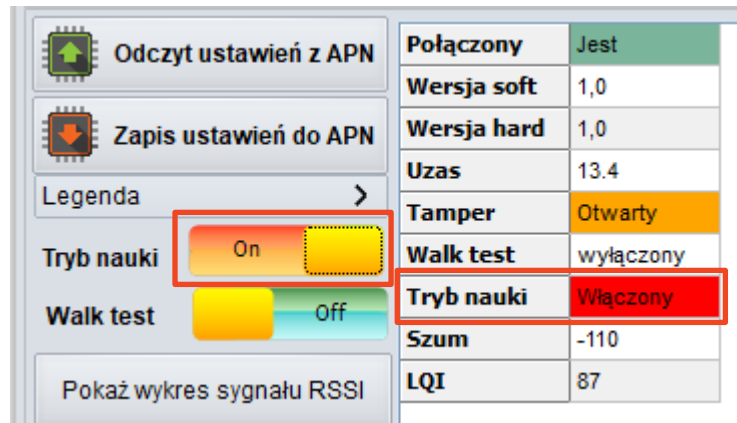 Odczyt ustawień z APN
Zapis ustawień do APN
Legenda >
Tryb nauki On
Walk test Off
Pokaż wykres sygnału RSSI
Połączony Jest
Wersja soft 1,0
Wersja hard 1,0
Uzas 13.4
Tamper Otwarty
Walk test wyłączony
Tryb nauki Włączony
Szum -110
LQI 87